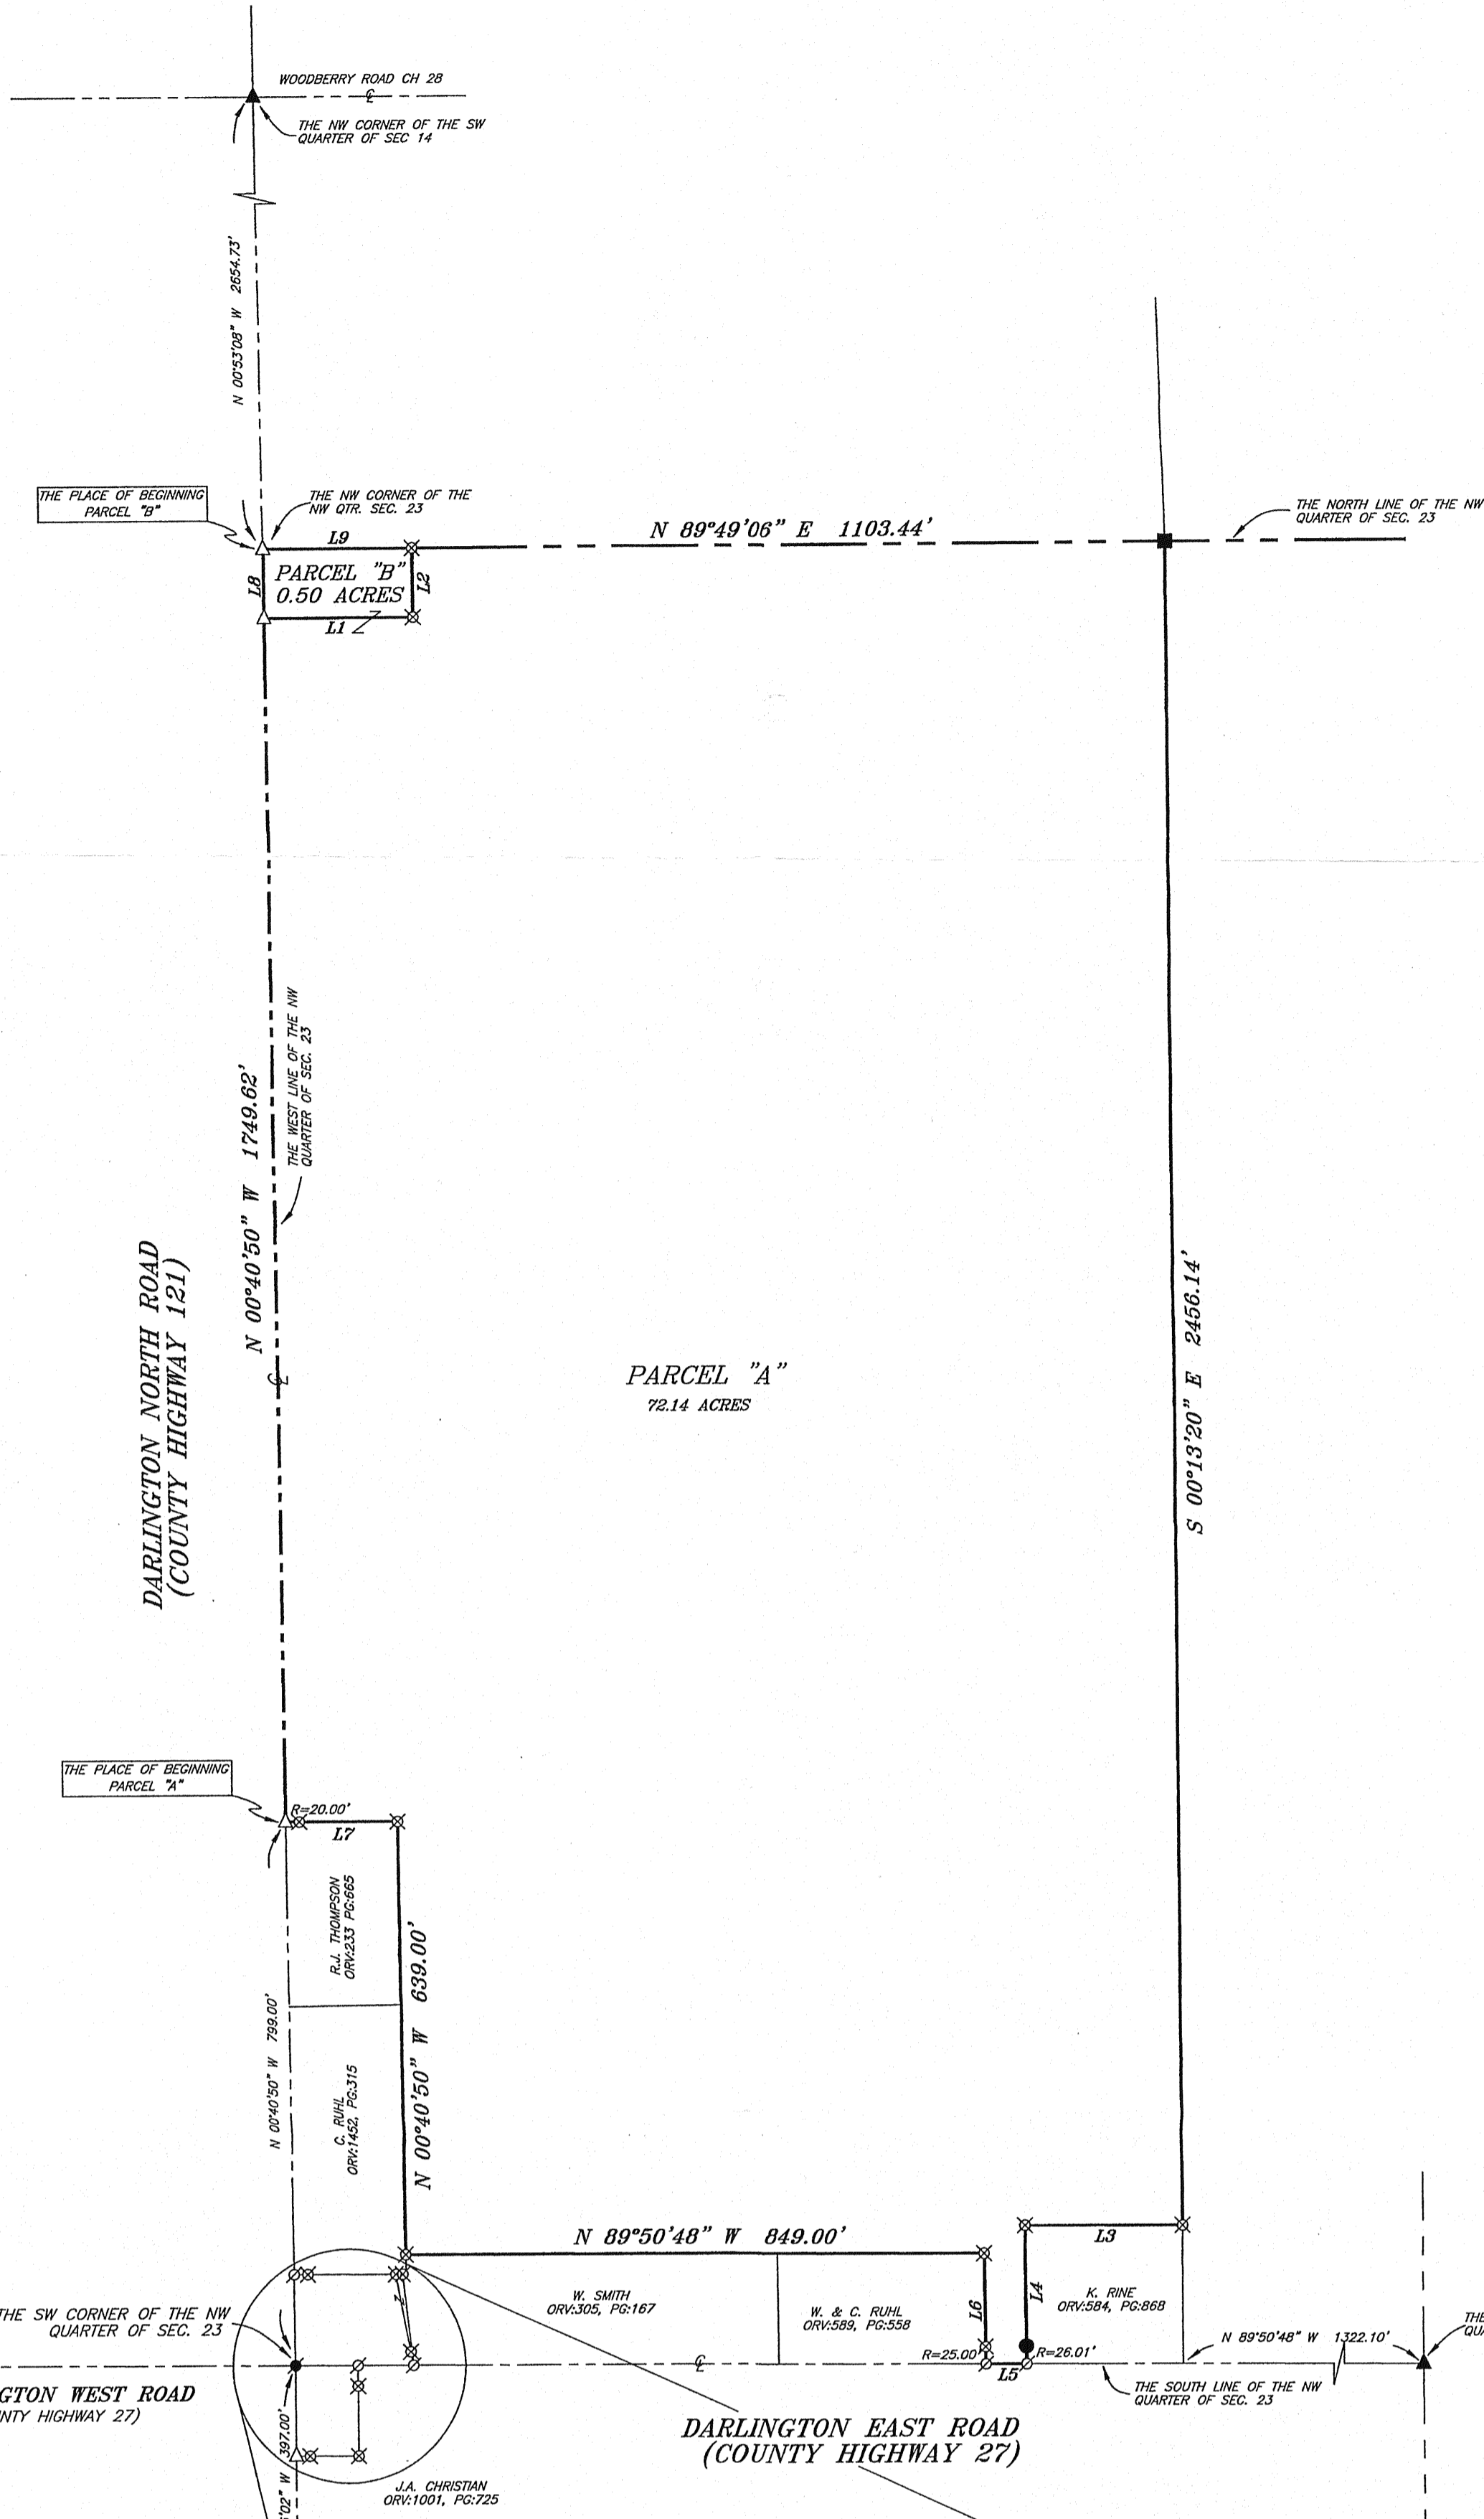 WOODBERRY ROAD CH 28
℄
THE NW CORNER OF THE SW
QUARTER OF SEC 14
N 00°53'08" W 2654.73'
THE PLACE OF BEGINNING
PARCEL "B"
THE NW CORNER OF THE
NW QTR. SEC. 23
THE NORTH LINE OF THE NW
QUARTER OF SEC. 23
N 89°49'06" E 1103.44'
L9
L8
PARCEL "B"
0.50 ACRES
L2
L1
THE WEST LINE OF THE NW
QUARTER OF SEC. 23
N 00°40'50" W 1749.62'
DARLINGTON NORTH ROAD
(COUNTY HIGHWAY 121)
℄
PARCEL "A"
72.14 ACRES
S 00°13'20" E 2456.14'
THE PLACE OF BEGINNING
PARCEL "A"
R=20.00'
L7
R.J. THOMPSON
ORV:233 PG:665
N 00°40'50" W 639.00'
N 00°40'50" W 799.00'
C. RUHL
ORV:1452, PG:315
N 89°50'48" W 849.00'
L3
L4
K. RINE
ORV:584, PG:868
W. SMITH
ORV:305, PG:167
W. & C. RUHL
ORV:589, PG:558
L6
THE SW CORNER OF THE NW
QUARTER OF SEC. 23
R=25.00'
R=26.01'
N 89°50'48" W 1322.10'
THE
QUA
℄
L5
THE SOUTH LINE OF THE NW
QUARTER OF SEC. 23
GTON WEST ROAD
NTY HIGHWAY 27)
DARLINGTON EAST ROAD
(COUNTY HIGHWAY 27)
'02" W 397.00'
J.A. CHRISTIAN
ORV:1001, PG:725